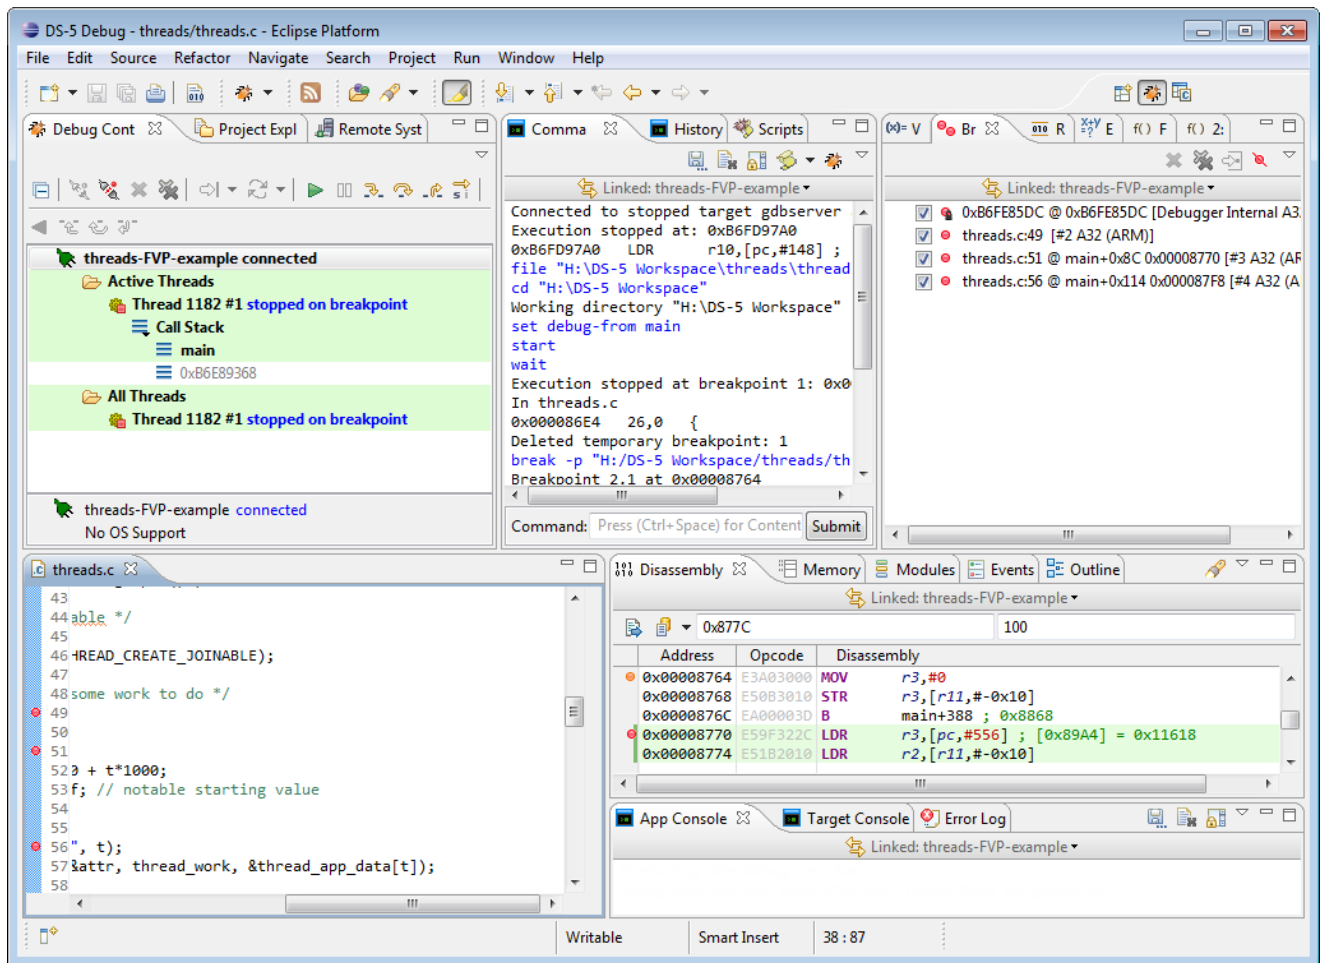 DS-5 Debug - threads/threads.c - Eclipse Platform
File Edit Source Refactor Navigate Search Project Run Window Help
Debug Cont Project Expl Remote Syst
threads-FVP-example connected
Active Threads
Thread 1182 #1 stopped on breakpoint
Call Stack
main
0xB6E89368
All Threads
Thread 1182 #1 stopped on breakpoint
threads-FVP-example connected
No OS Support
Comma History Scripts
Linked: threads-FVP-example
Connected to stopped target gdbserver
Execution stopped at: 0xB6FD97A0
0xB6FD97A0 LDR r10,[pc,#148] ;
file "H:\DS-5 Workspace\threads\thread
cd "H:\DS-5 Workspace"
Working directory "H:\DS-5 Workspace"
set debug-from main
start
wait
Execution stopped at breakpoint 1: 0x0
In threads.c
0x000086E4 26,0 {
Deleted temporary breakpoint: 1
break -p "H:/DS-5 Workspace/threads/th
Breakpoint 2.1 at 0x00008764
Command: Press (Ctrl+Space) for Content Submit
(x)= V Br 010 R X+Y =? E f() F f() 2:
Linked: threads-FVP-example
0xB6FE85DC @ 0xB6FE85DC [Debugger Internal A3
threads.c:49 [#2 A32 (ARM)]
threads.c:51 @ main+0x8C 0x00008770 [#3 A32 (AR
threads.c:56 @ main+0x114 0x000087F8 [#4 A32 (A
threads.c
43
44 able */
45
46 HREAD_CREATE_JOINABLE);
47
48 some work to do */
49
50
51
52 0 + t*1000;
53 f; // notable starting value
54
55
56 ", t);
57 &attr, thread_work, &thread_app_data[t]);
58
Disassembly Memory Modules Events Outline
Linked: threads-FVP-example
0x877C 100
Address Opcode Disassembly
0x00008764 E3A03000 MOV r3,#0
0x00008768 E50B3010 STR r3,[r11,#-0x10]
0x0000876C EA00003D B main+388 ; 0x8868
0x00008770 E59F322C LDR r3,[pc,#556] ; [0x89A4] = 0x11618
0x00008774 E51B2010 LDR r2,[r11,#-0x10]
App Console Target Console Error Log
Linked: threads-FVP-example
Writable Smart Insert 38 : 87